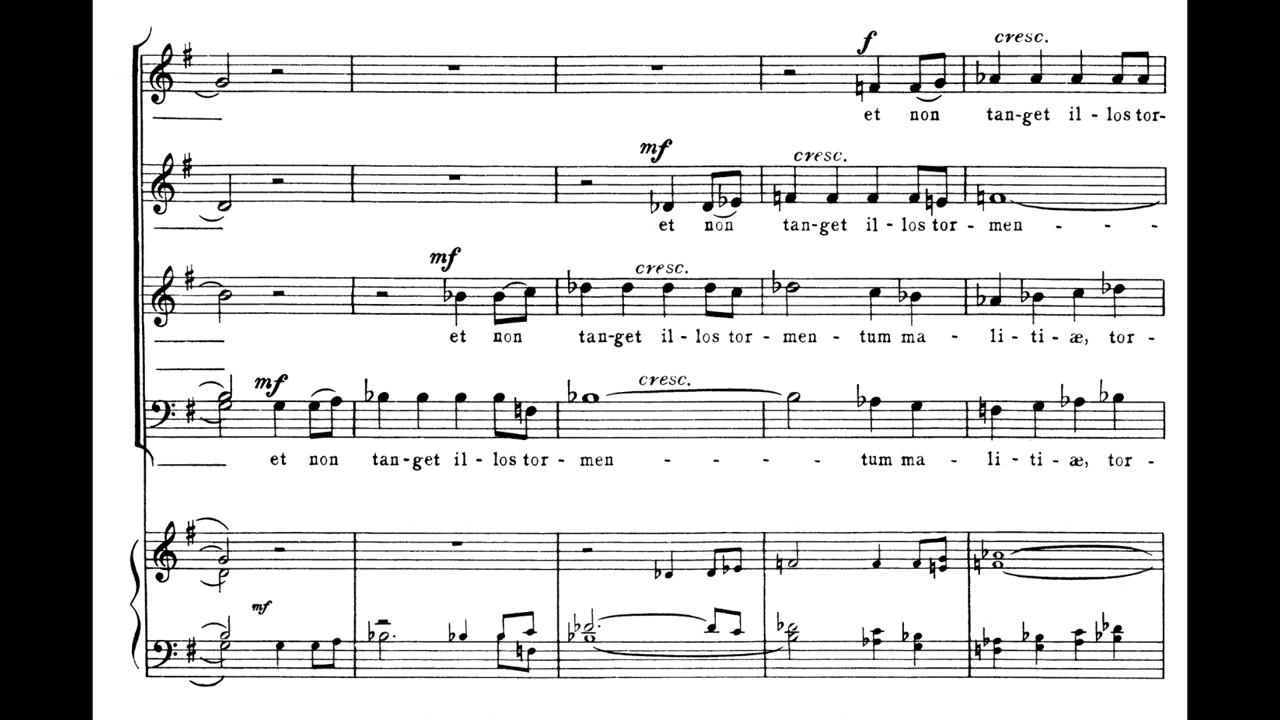 f cresc.
et non tan-get il - los tor-
mf cresc.
et non tan-get il - los tor - men - - -
mf cresc.
et non tan-get il - los tor - men - tum ma - li - ti - æ, tor -
mf cresc.
et non tan-get il - los tor - men - - - - tum ma - li - ti - æ, tor -
mf